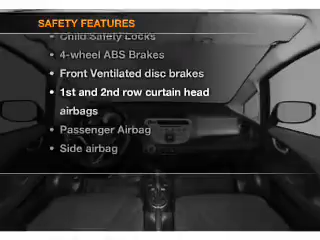 SAFETY FEATURES
• Child Safety Locks
• 4-wheel ABS Brakes
• Front Ventilated disc brakes
• 1st and 2nd row curtain head
airbags
• Passenger Airbag
• Side airbag